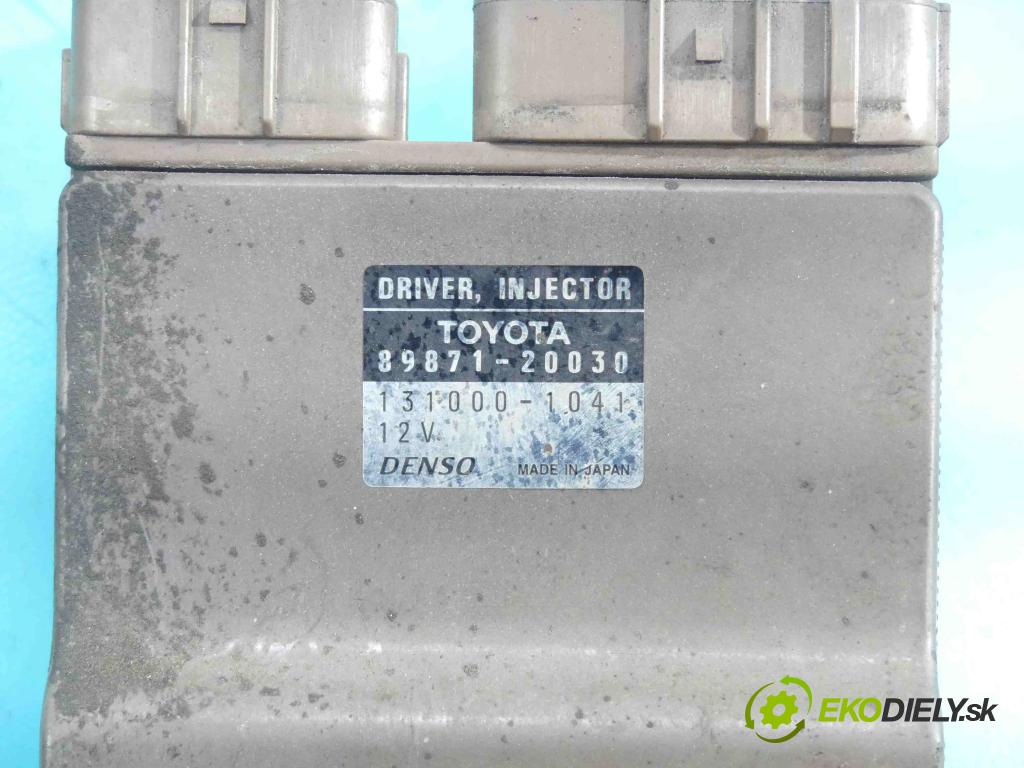 DRIVER, INJECTOR
TOYOTA
89871-20030
131000-1041
12V
DENSO MADE IN JAPAN
EKODIELY.sk